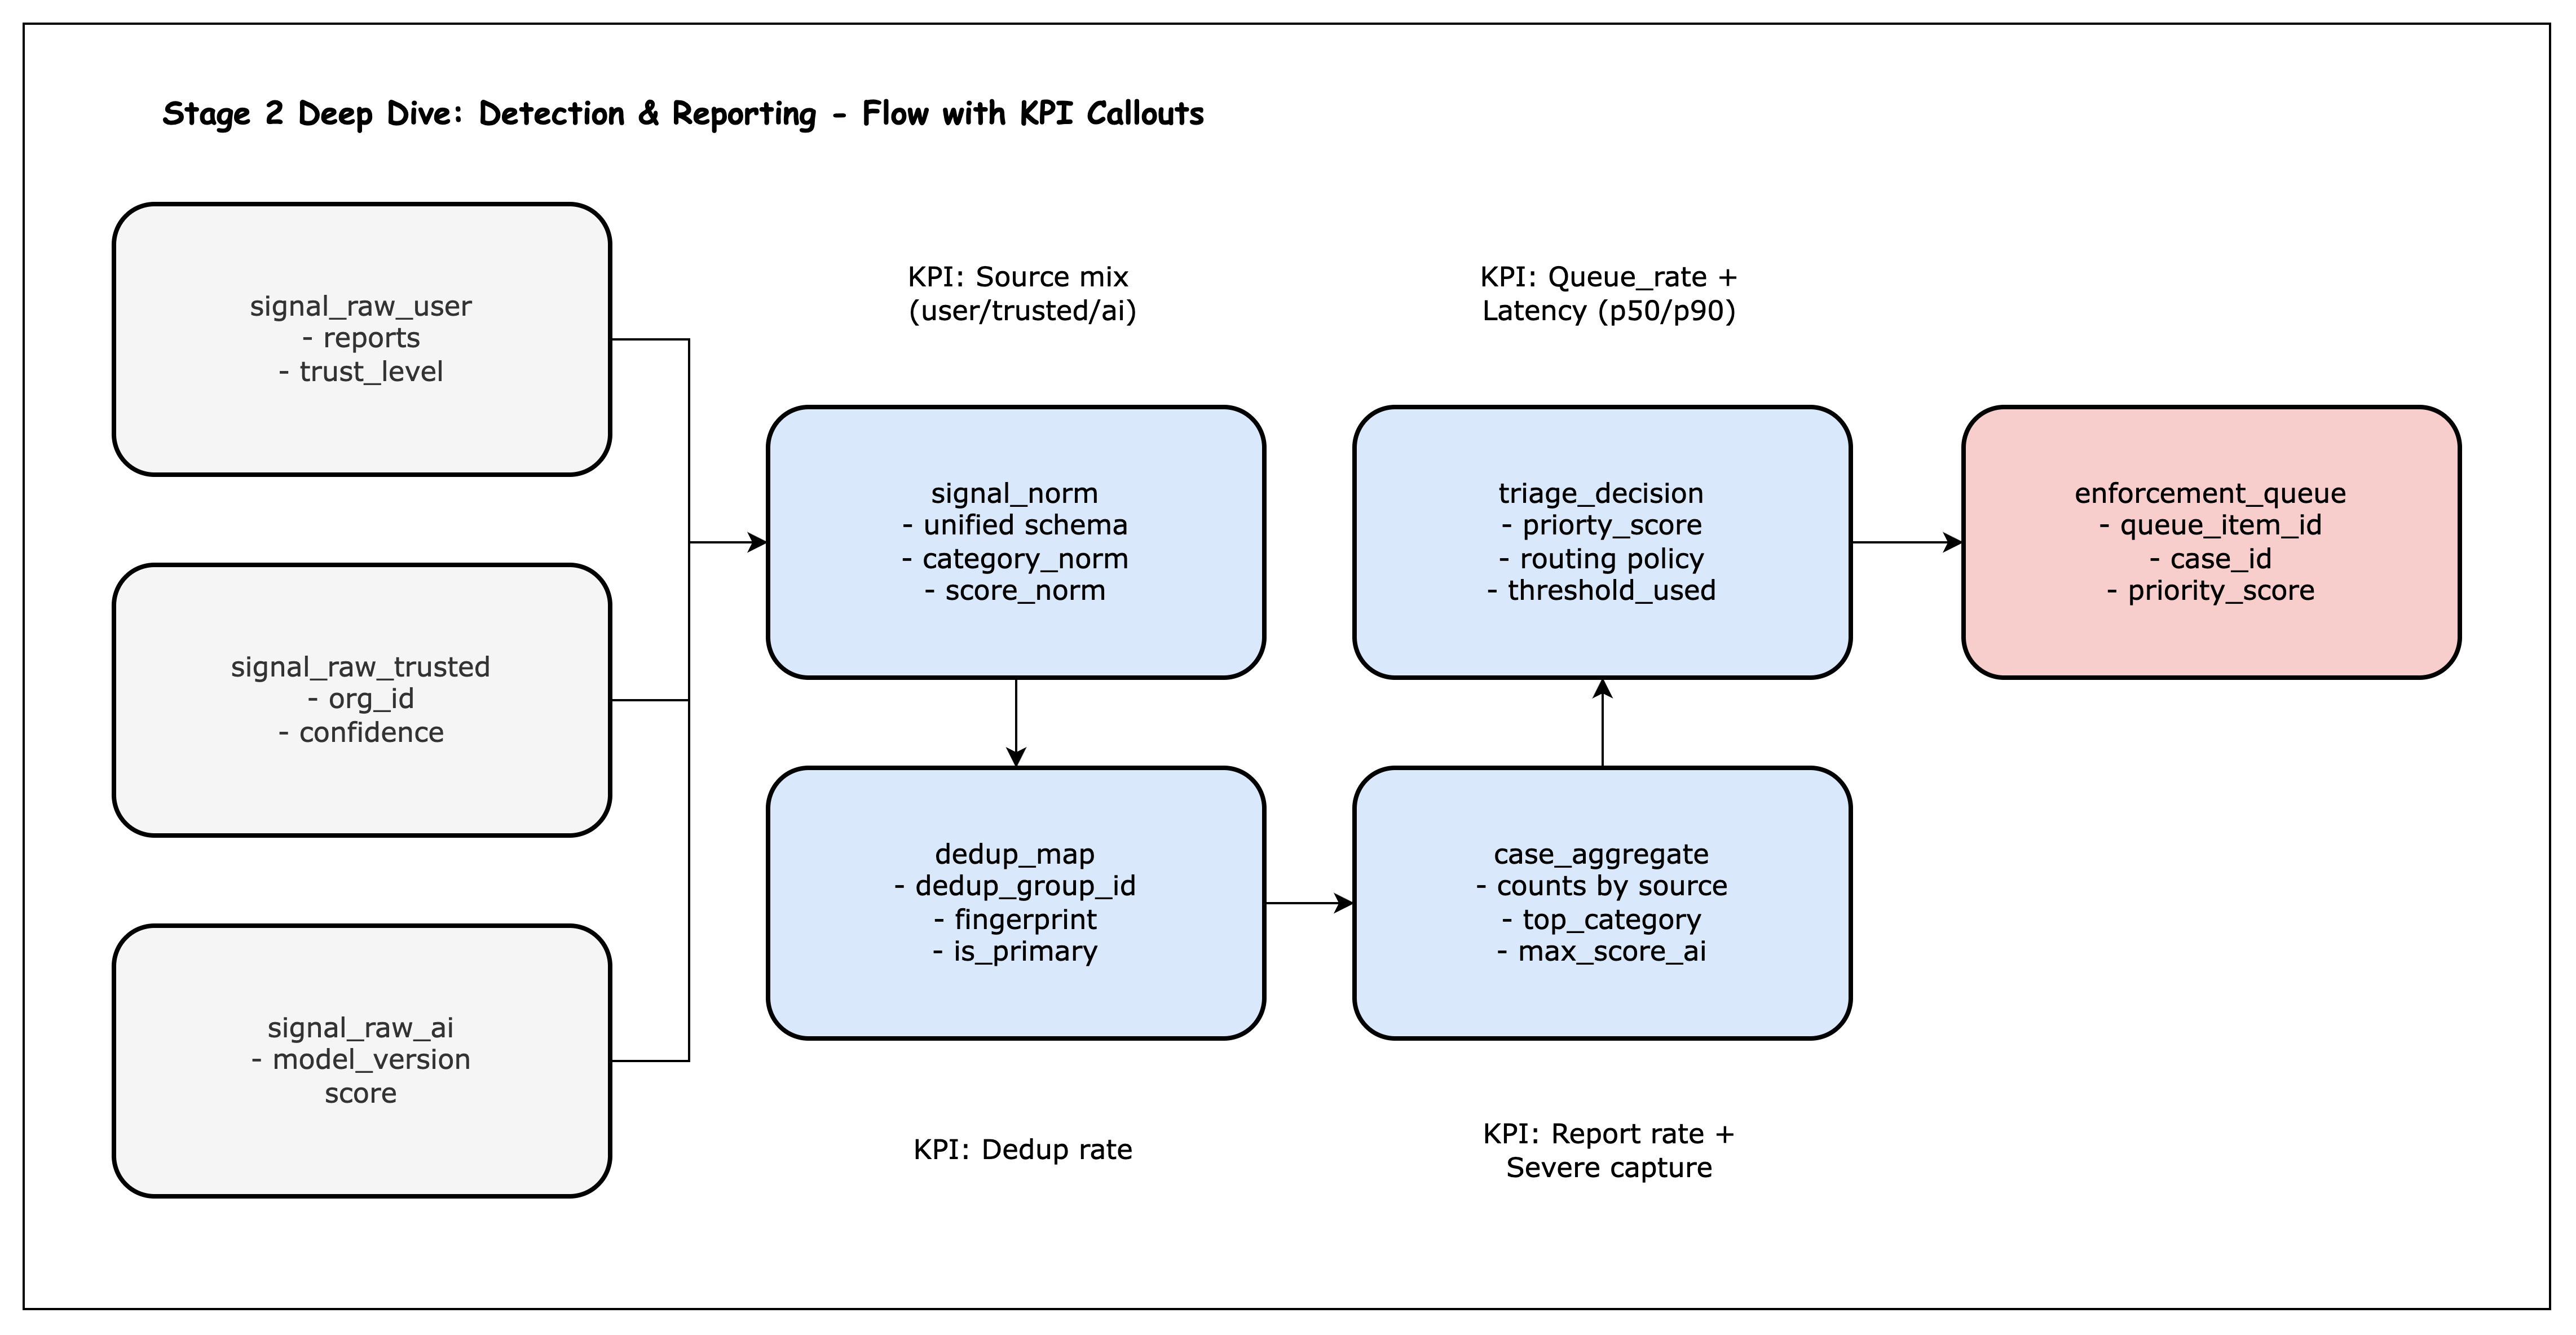 Stage 2 Deep Dive: Detection & Reporting - Flow with KPI Callouts
signal_raw_user
- reports
- trust_level
signal_raw_trusted
- org_id
- confidence
signal_raw_ai
- model_version
score
KPI: Source mix
(user/trusted/ai)
signal_norm
- unified schema
- category_norm
- score_norm
dedup_map
- dedup_group_id
- fingerprint
- is_primary
KPI: Dedup rate
KPI: Queue_rate +
Latency (p50/p90)
triage_decision
- priorty_score
- routing policy
- threshold_used
case_aggregate
- counts by source
- top_category
- max_score_ai
KPI: Report rate +
Severe capture
enforcement_queue
- queue_item_id
- case_id
- priority_score